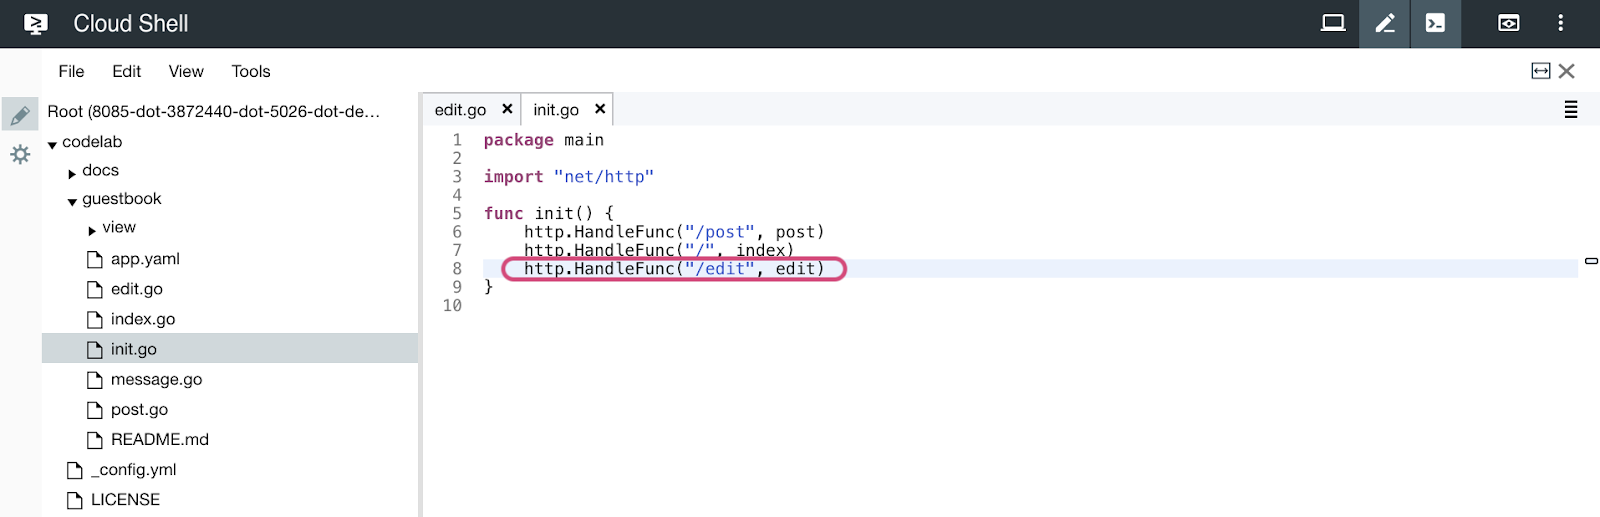 Cloud Shell
File Edit View Tools
Root (8085-dot-3872440-dot-5026-dot-de...
codelab
docs
guestbook
view
app.yaml
edit.go
index.go
init.go
message.go
post.go
README.md
_config.yml
LICENSE
edit.go × init.go ×
1 package main
2
3 import "net/http"
4
5 func init() {
6 http.HandleFunc("/post", post)
7 http.HandleFunc("/", index)
8 http.HandleFunc("/edit", edit)
9 }
10